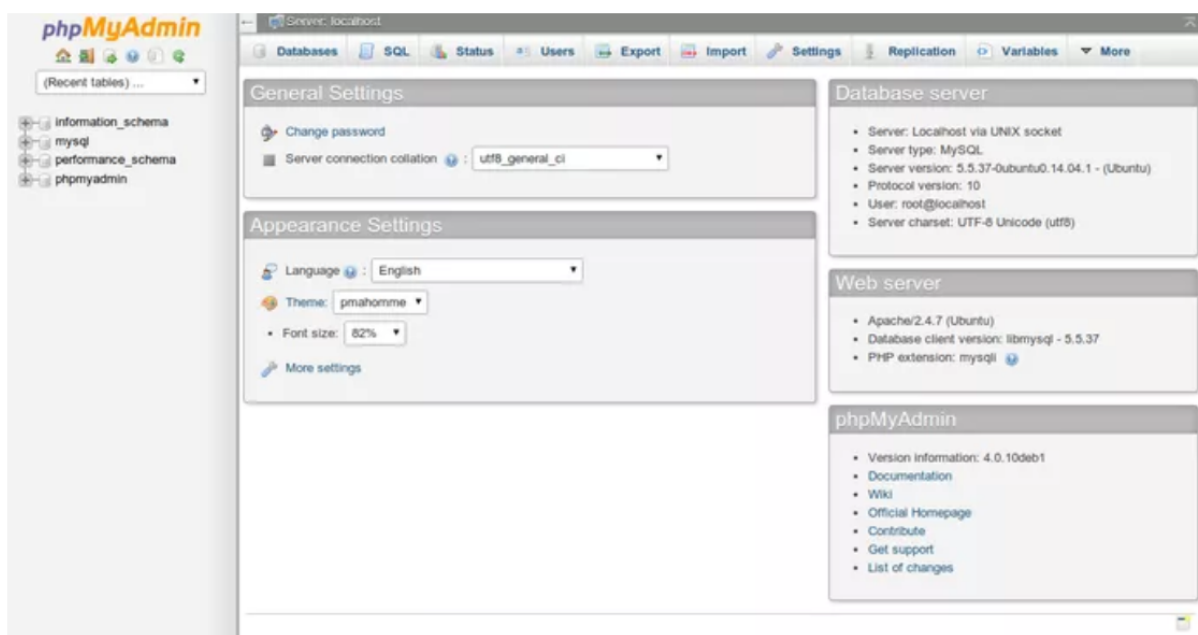 phpMyAdmin
(Recent tables) ...
information_schema
mysql
performance_schema
phpmyadmin
Server: localhost
Databases SQL Status Users Export Import Settings Replication Variables More
General Settings
Change password
Server connection collation : utf8_general_ci
Appearance Settings
Language : English
Theme: pmahomme
Font size: 82%
More settings
Database server
Server: Localhost via UNIX socket
Server type: MySQL
Server version: 5.5.37-0ubuntu0.14.04.1 - (Ubuntu)
Protocol version: 10
User: root@localhost
Server charset: UTF-8 Unicode (utf8)
Web server
Apache/2.4.7 (Ubuntu)
Database client version: libmysql - 5.5.37
PHP extension: mysqli
phpMyAdmin
Version information: 4.0.10deb1
Documentation
Wiki
Official Homepage
Contribute
Get support
List of changes